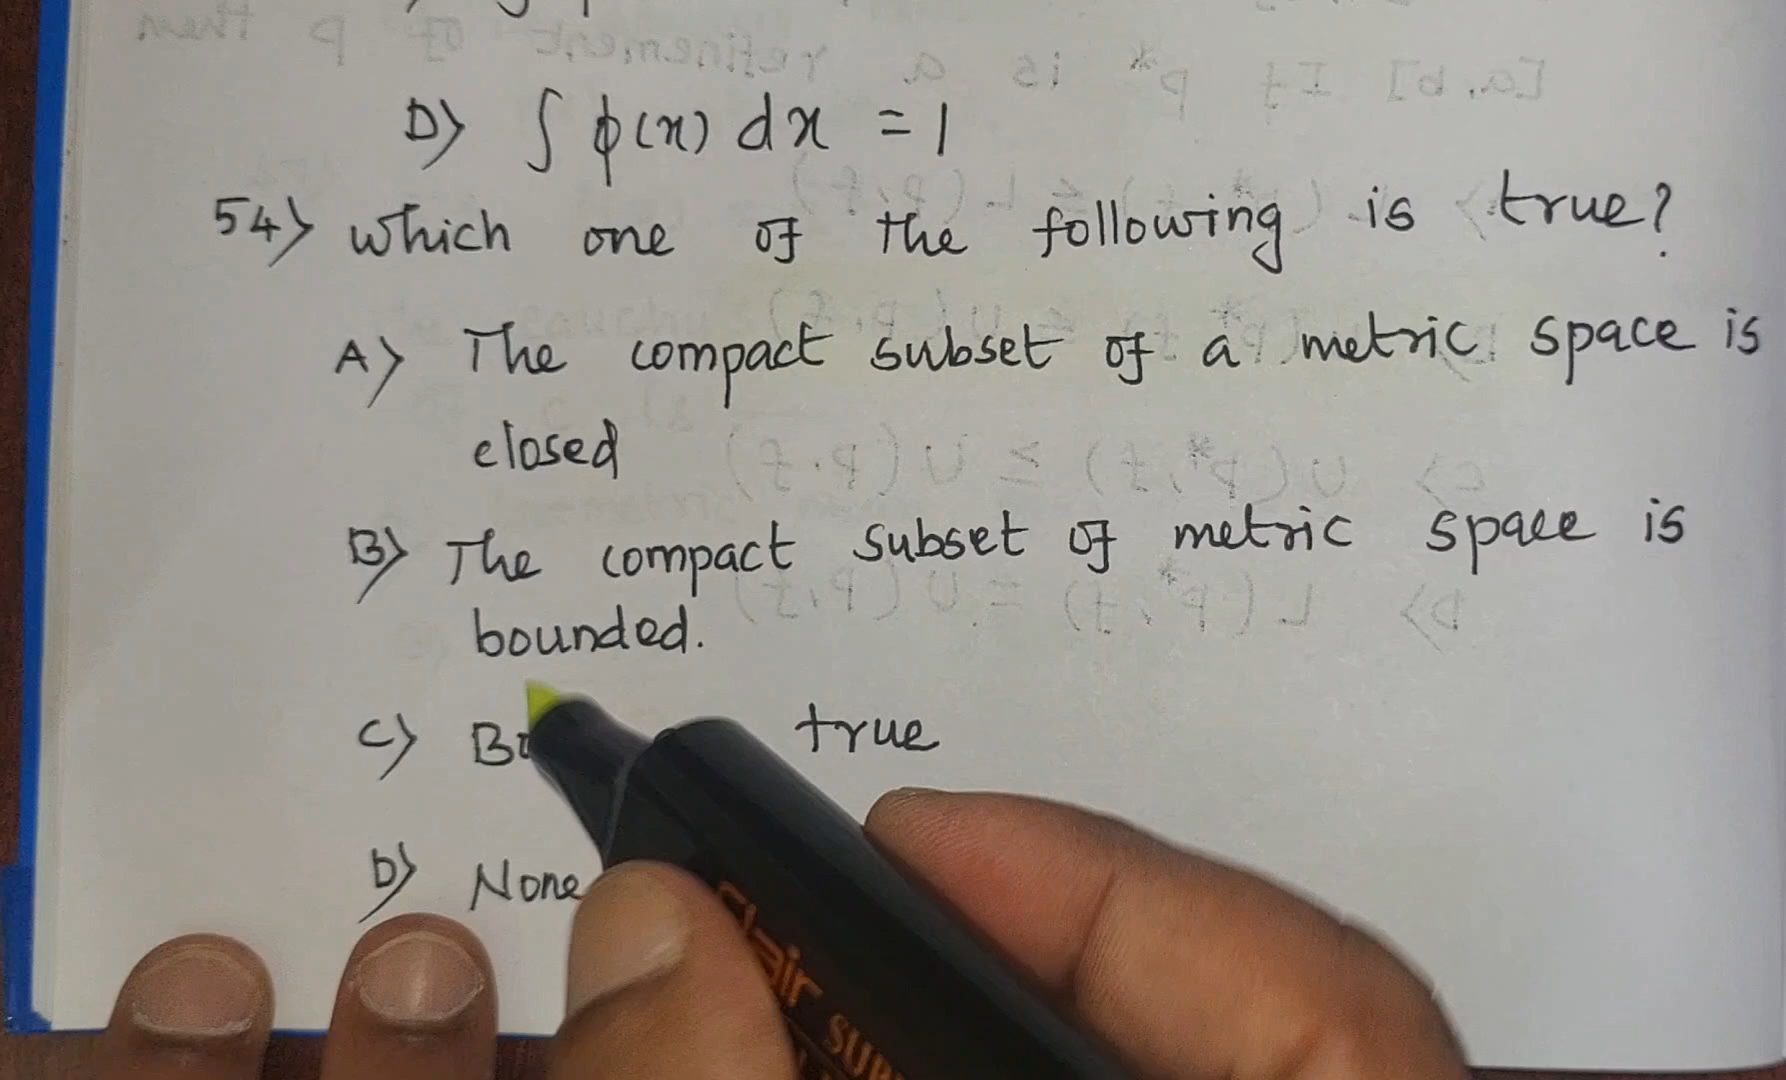 D) ∫ φ(x) dx = 1
54) which one of the following is true?
A) The compact subset of a metric space is
closed
B) The compact subset of metric space is
bounded.
C) true
D) None